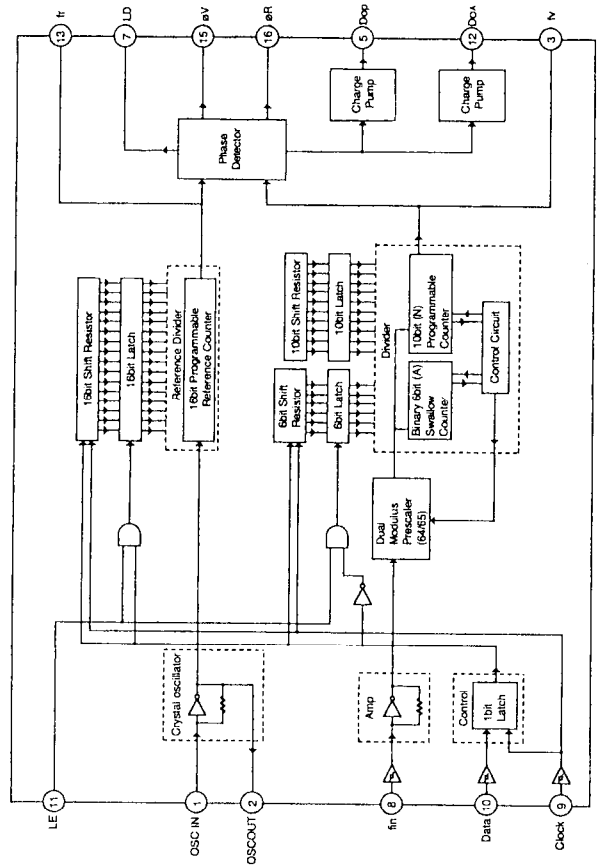 LE
11
OSC IN
1
OSCOUT
2
fin
8
Data
10
Clock
9
Crystal oscillator
Amp
Control
1bit
Latch
16bit Shift Resistor
16bit Latch
Reference Divider
16bit Programmable
Reference Counter
6bit Shift
Resistor
6bit Latch
10bit Shift Resistor
10bit Latch
Divider
Dual
Modulus
Prescaler
(64/65)
Binary 6bit (A)
Swallow
Counter
10bit (N)
Programmable
Counter
Control Circuit
Phase
Detector
Charge
Pump
Charge
Pump
13
fr
7
LD
15
øV
16
øR
5
Dop
12
DCA
3
fv